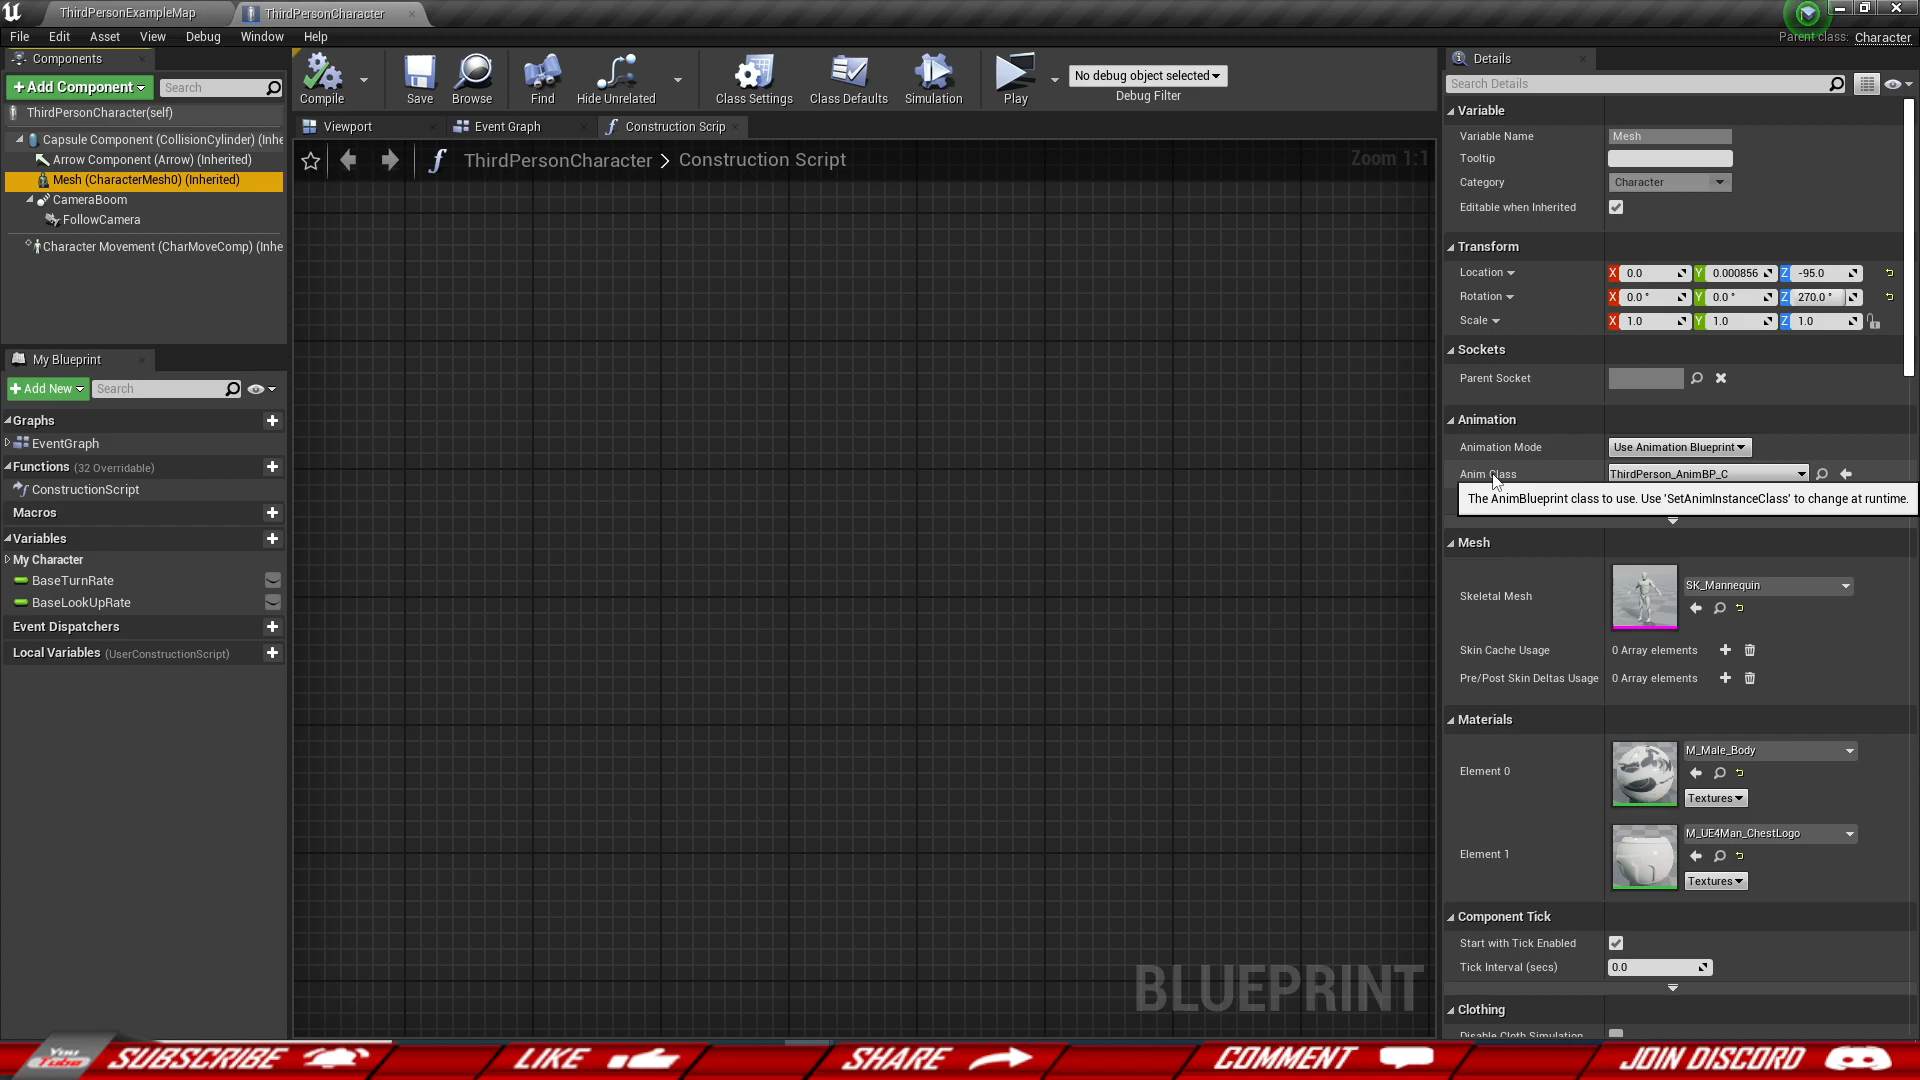 ThirdPersonExampleMap
ThirdPersonCharacter
File Edit Asset View Debug Window Help
Parent class: Character
Components
+ Add Component
Search
ThirdPersonCharacter(self)
Capsule Component (CollisionCylinder) (Inhe
Arrow Component (Arrow) (Inherited)
Mesh (CharacterMesh0) (Inherited)
CameraBoom
FollowCamera
Character Movement (CharMoveComp) (Inhe
My Blueprint
+ Add New
Search
Graphs
EventGraph
Functions (32 Overridable)
ConstructionScript
Macros
Variables
My Character
BaseTurnRate
BaseLookUpRate
Event Dispatchers
Local Variables (UserConstructionScript)
Compile
Save
Browse
Find
Hide Unrelated
Class Settings
Class Defaults
Simulation
Play
No debug object selected
Debug Filter
Viewport
Event Graph
Construction Scrip
ThirdPersonCharacter > Construction Script
Zoom 1:1
BLUEPRINT
Details
Search Details
Variable
Variable Name Mesh
Tooltip
Category Character
Editable when Inherited
Transform
Location X 0.0 Y 0.000856 Z -95.0
Rotation X 0.0 ° Y 0.0 ° Z 270.0 °
Scale X 1.0 Y 1.0 Z 1.0
Sockets
Parent Socket
Animation
Animation Mode Use Animation Blueprint
Anim Class ThirdPerson_AnimBP_C
The AnimBlueprint class to use. Use 'SetAnimInstanceClass' to change at runtime.
Mesh
Skeletal Mesh SK_Mannequin
Skin Cache Usage 0 Array elements
Pre/Post Skin Deltas Usage 0 Array elements
Materials
Element 0 M_Male_Body
Textures
Element 1 M_UE4Man_ChestLogo
Textures
Component Tick
Start with Tick Enabled
Tick Interval (secs) 0.0
Clothing
Disable Cloth Simulation
You Tube SUBSCRIBE LIKE SHARE COMMENT JOIN DISCORD